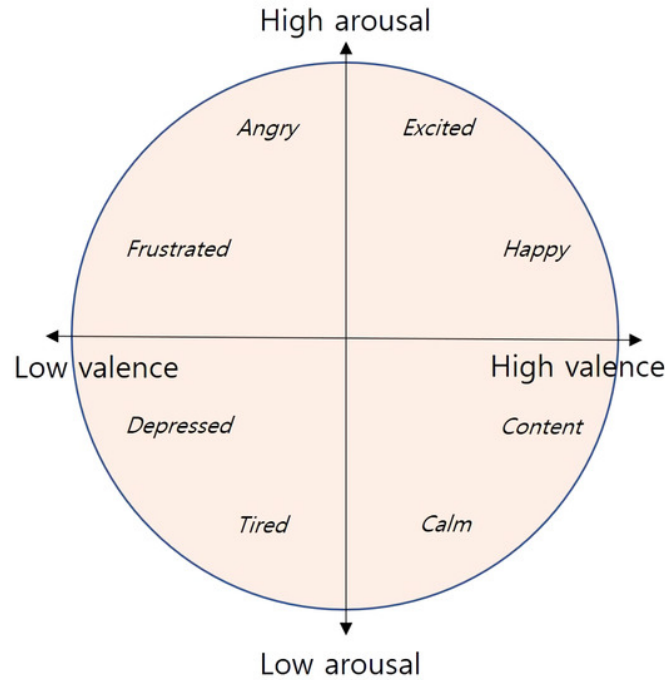 High arousal
Angry
Excited
Frustrated
Happy
Low valence
High valence
Depressed
Content
Tired
Calm
Low arousal